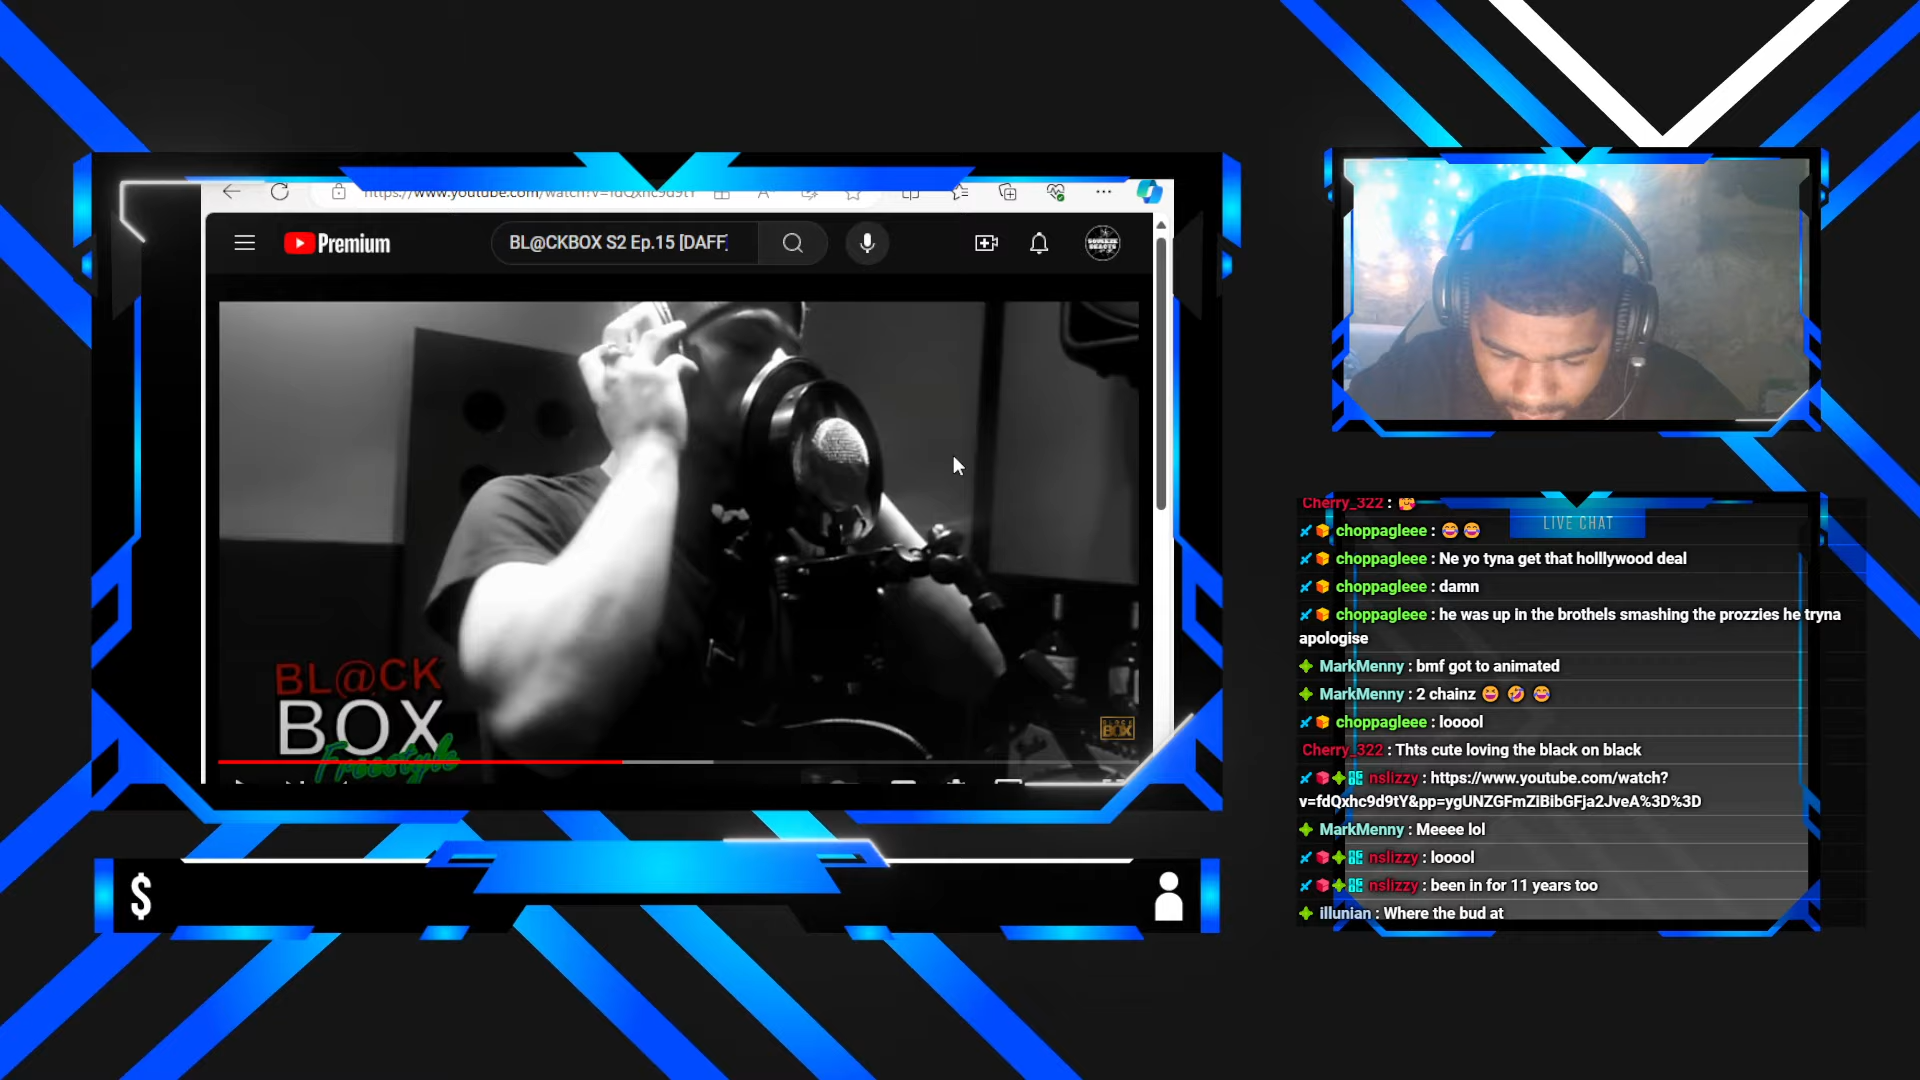 https://www.youtube.com/watch?v=fdQxhc9d9tY
Premium
BL@CKBOX S2 Ep.15 [DAFF
BL@CK
BOX
Freestyle
BLACK
BOX
LIVE CHAT
Cherry_322 :
choppagleee : 😂 😂
choppagleee : Ne yo tyna get that holllywood deal
choppagleee : damn
choppagleee : he was up in the brothels smashing the prozzies he tryna
apologise
MarkMenny : bmf got to animated
MarkMenny : 2 chainz 😆 🤣 😂
choppagleee : looool
Cherry_322 : Thts cute loving the black on black
nslizzy : https://www.youtube.com/watch?
v=fdQxhc9d9tY&pp=ygUNZGFmZiBibGFja2JveA%3D%3D
MarkMenny : Meeee lol
nslizzy : looool
nslizzy : been in for 11 years too
illunian : Where the bud at
$